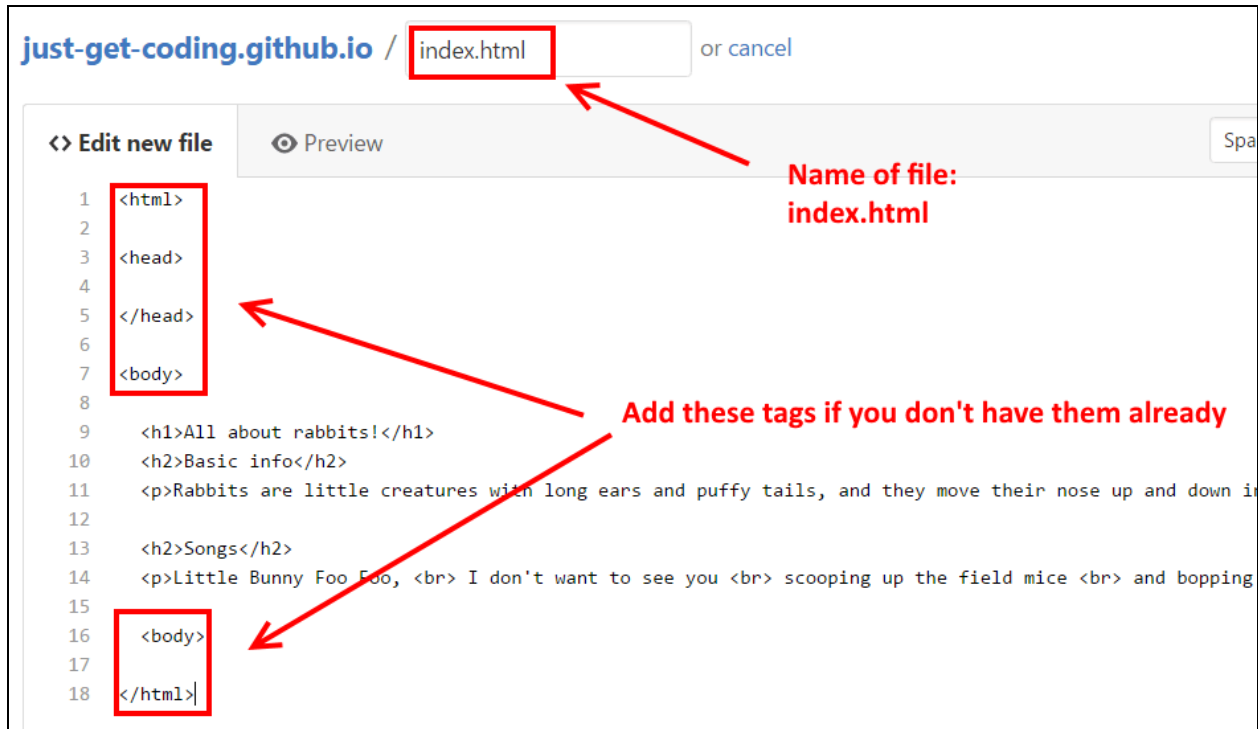 just-get-coding.github.io / index.html or cancel
<> Edit new file Preview Spa
Name of file:
index.html
1 <html>
2
3 <head>
4
5 </head>
6
7 <body>
8
Add these tags if you don't have them already
9 <h1>All about rabbits!</h1>
10 <h2>Basic info</h2>
11 <p>Rabbits are little creatures with long ears and puffy tails, and they move their nose up and down i
12
13 <h2>Songs</h2>
14 <p>Little Bunny Foo Foo, <br> I don't want to see you <br> scooping up the field mice <br> and bopping
15
16 <body>
17
18 </html>